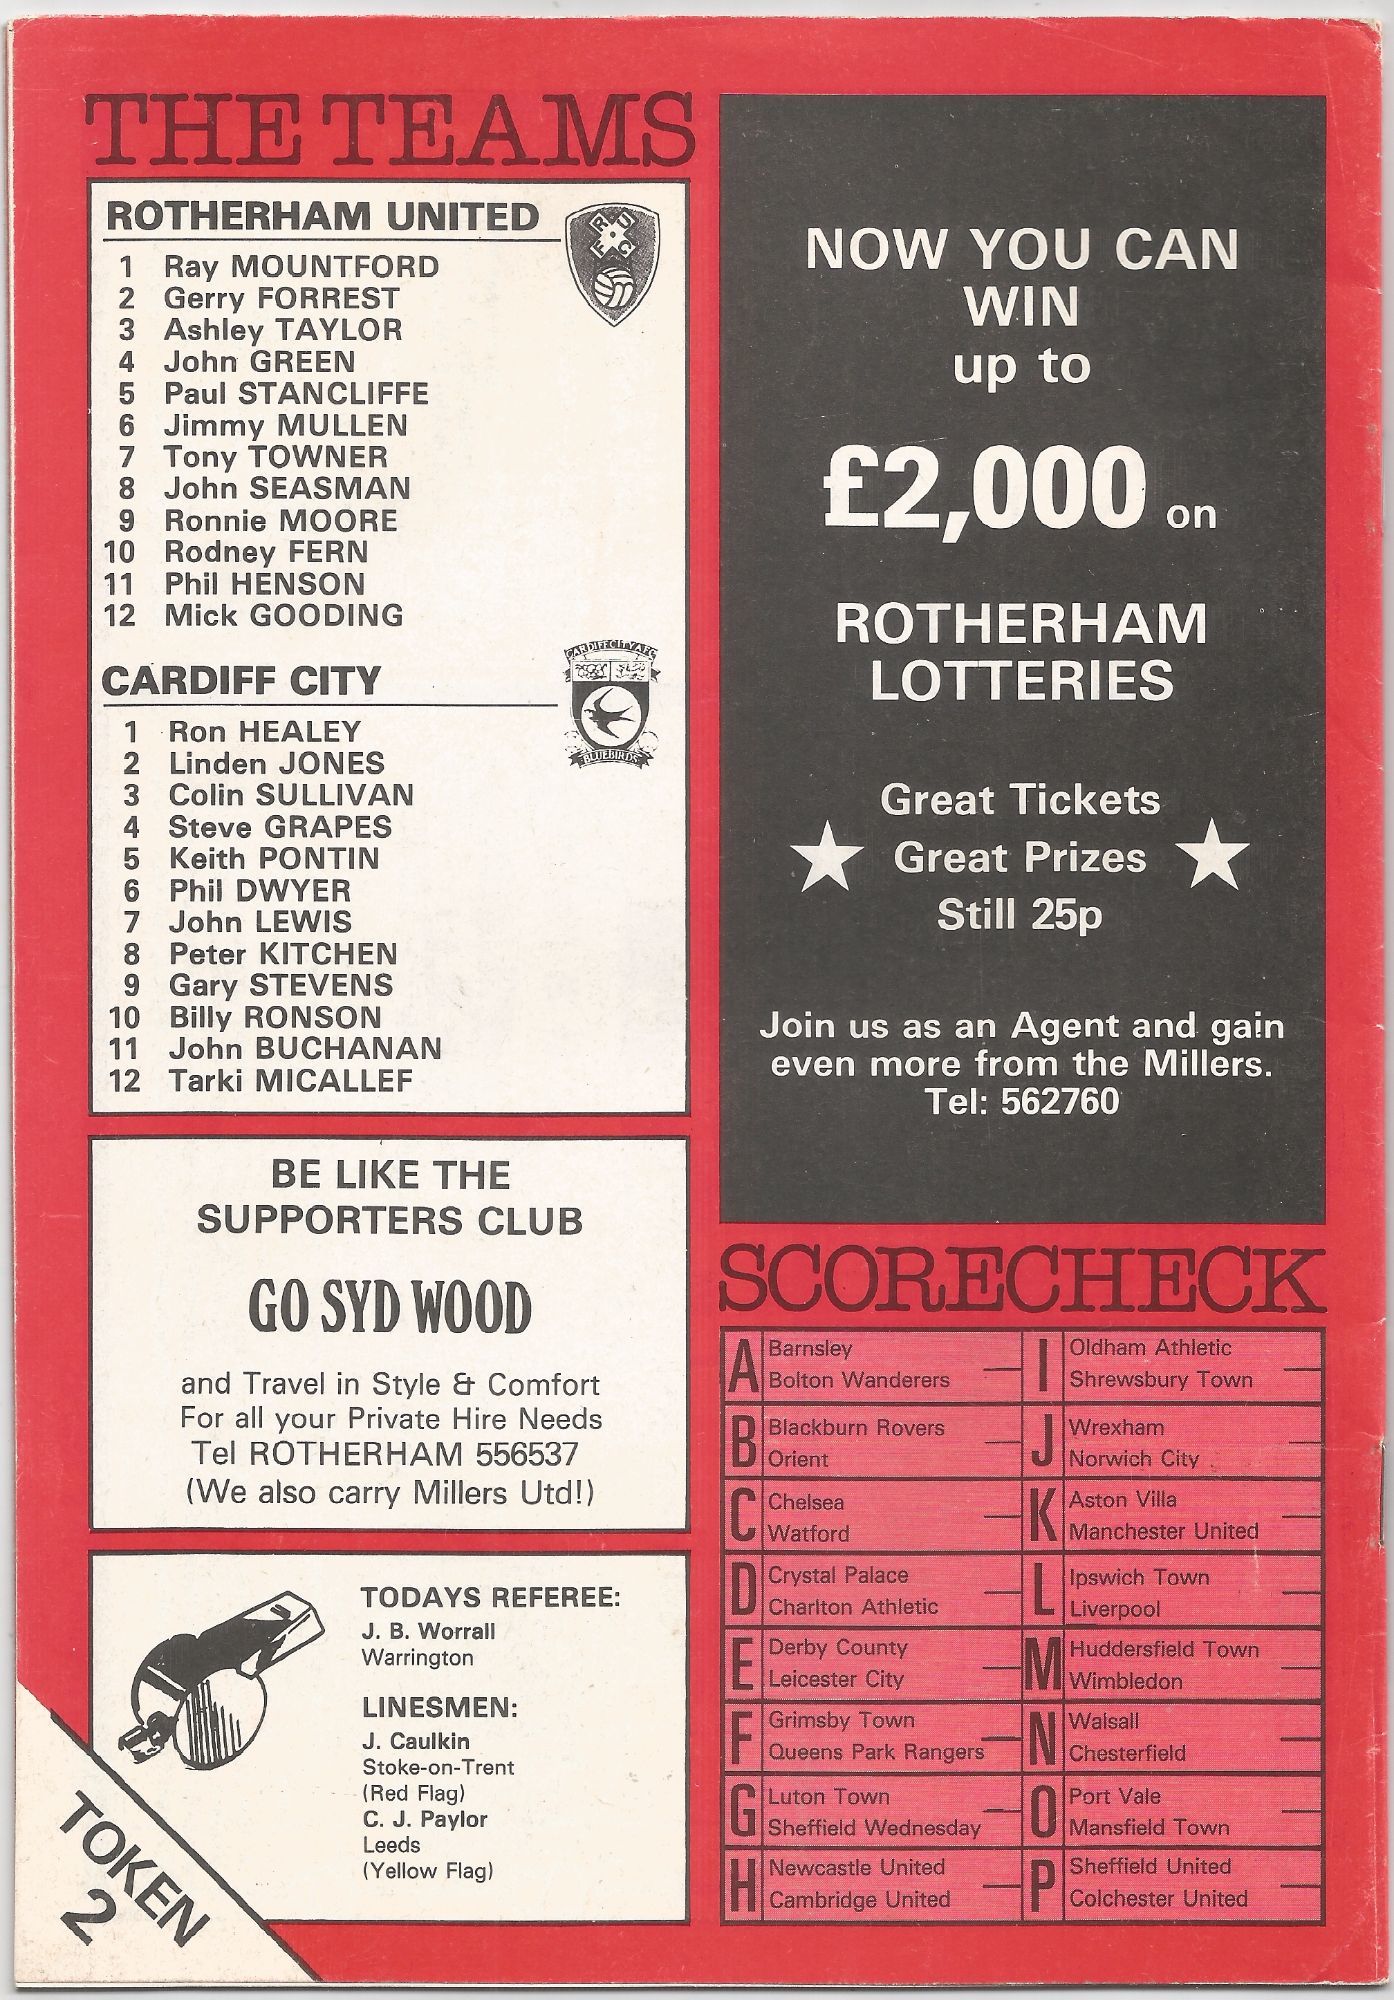 THE TEAMS
ROTHERHAM UNITED
R U
F C
1 Ray MOUNTFORD
2 Gerry FORREST
3 Ashley TAYLOR
4 John GREEN
5 Paul STANCLIFFE
6 Jimmy MULLEN
7 Tony TOWNER
8 John SEASMAN
9 Ronnie MOORE
10 Rodney FERN
11 Phil HENSON
12 Mick GOODING
CARDIFF CITY
CARDIFF CITY A.F.C.
BLUEBIRDS
1 Ron HEALEY
2 Linden JONES
3 Colin SULLIVAN
4 Steve GRAPES
5 Keith PONTIN
6 Phil DWYER
7 John LEWIS
8 Peter KITCHEN
9 Gary STEVENS
10 Billy RONSON
11 John BUCHANAN
12 Tarki MICALLEF
BE LIKE THE
SUPPORTERS CLUB
GO SYD WOOD
and Travel in Style & Comfort
For all your Private Hire Needs
Tel ROTHERHAM 556537
(We also carry Millers Utd!)
TODAYS REFEREE:
J. B. Worrall
Warrington
LINESMEN:
J. Caulkin
Stoke-on-Trent
(Red Flag)
C. J. Paylor
Leeds
(Yellow Flag)
TOKEN
2
NOW YOU CAN
WIN
up to
£2,000 on
ROTHERHAM
LOTTERIES
Great Tickets
Great Prizes
Still 25p
Join us as an Agent and gain
even more from the Millers.
Tel: 562760
SCORECHECK
A Barnsley
Bolton Wanderers
B Blackburn Rovers
Orient
C Chelsea
Watford
D Crystal Palace
Charlton Athletic
E Derby County
Leicester City
F Grimsby Town
Queens Park Rangers
G Luton Town
Sheffield Wednesday
H Newcastle United
Cambridge United
I Oldham Athletic
Shrewsbury Town
J Wrexham
Norwich City
K Aston Villa
Manchester United
L Ipswich Town
Liverpool
M Huddersfield Town
Wimbledon
N Walsall
Chesterfield
O Port Vale
Mansfield Town
P Sheffield United
Colchester United